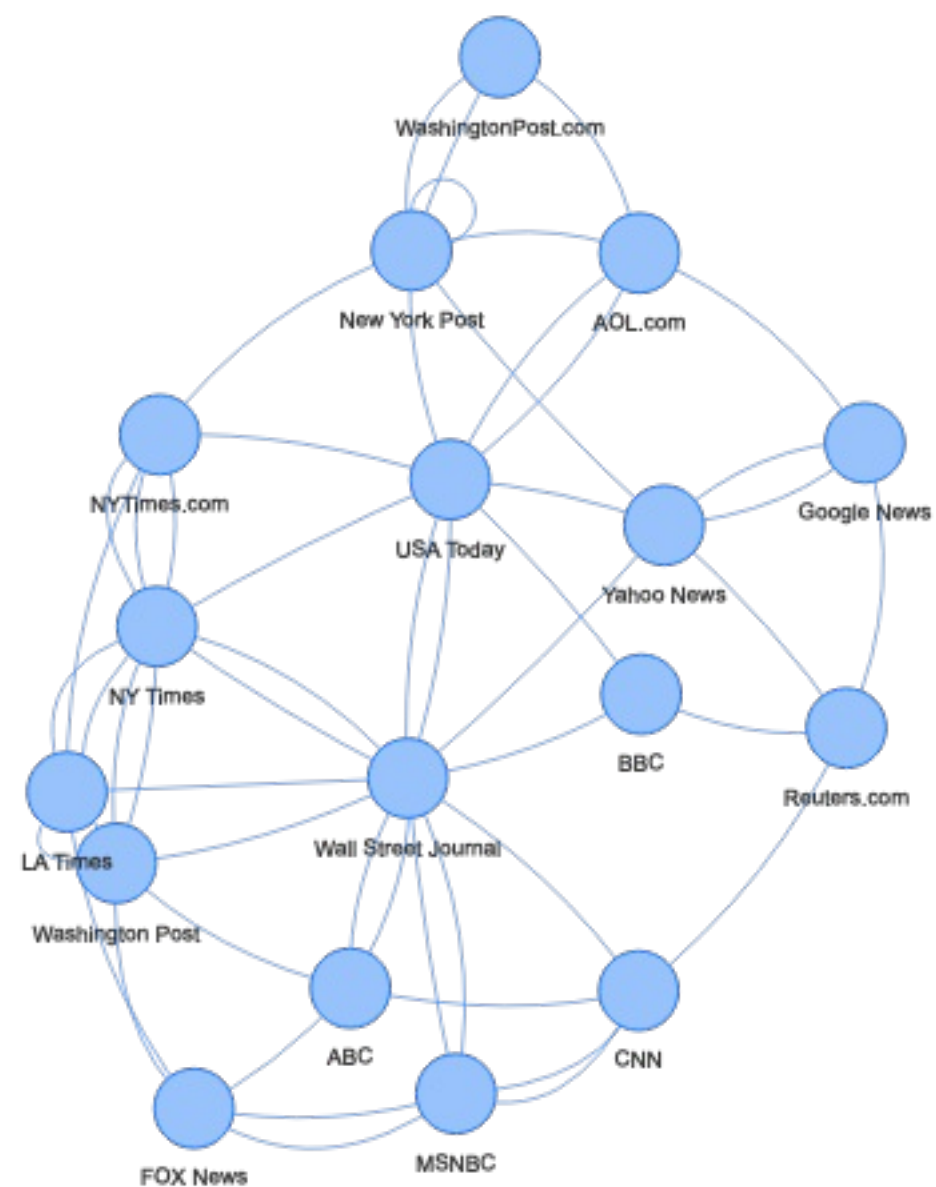 WashingtonPost.com
New York Post
AOL.com
NYTimes.com
Google News
USA Today
Yahoo News
NY Times
BBC
Reuters.com
Wall Street Journal
LA Times
Washington Post
ABC
CNN
MSNBC
FOX News